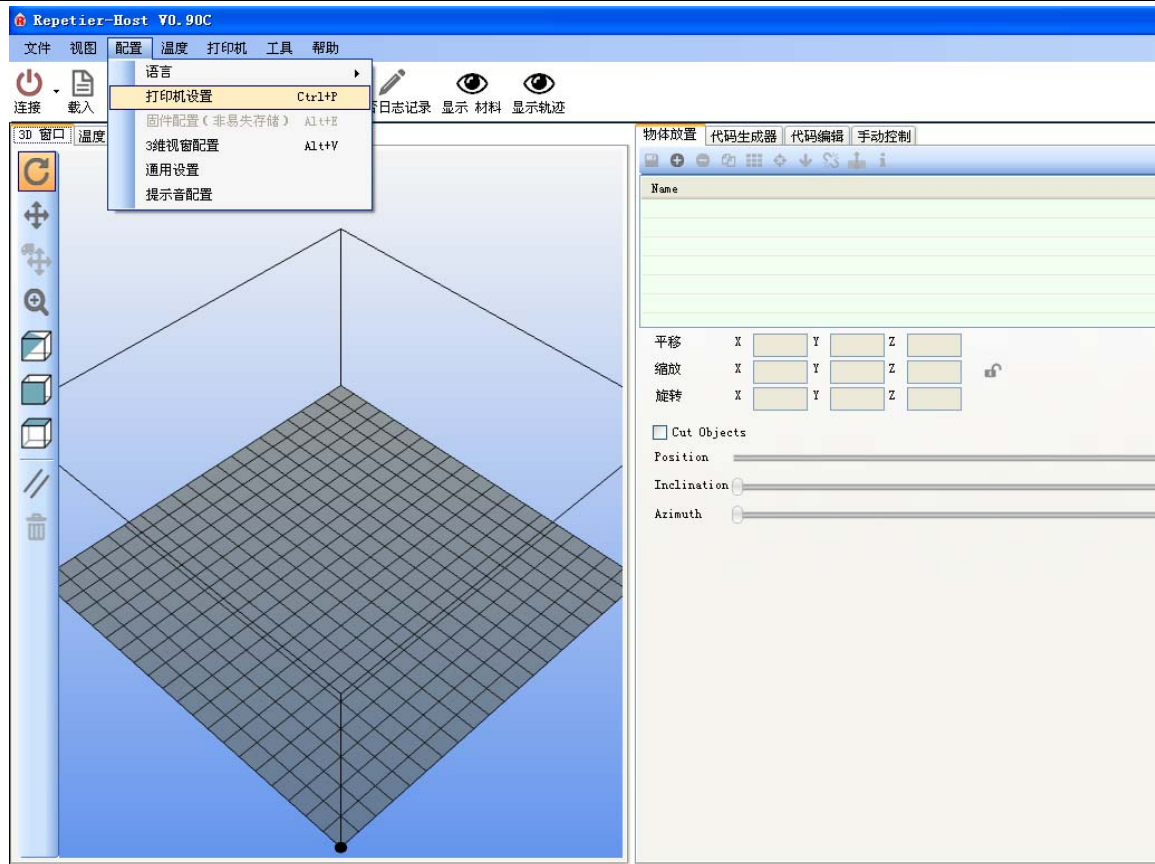 Repetier-Host V0.90C
文件 视图 配置 温度 打印机 工具 帮助
连接 载入 日志记录 显示 材料 显示轨迹
语言
打印机设置 Ctrl+P
固件配置(非易失存储) Alt+E
3维视窗配置 Alt+V
通用设置
提示音配置
3D 窗口 温度
物体放置 代码生成器 代码编辑 手动控制
Name
平移 X Y Z
缩放 X Y Z
旋转 X Y Z
Cut Objects
Position
Inclination
Azimuth